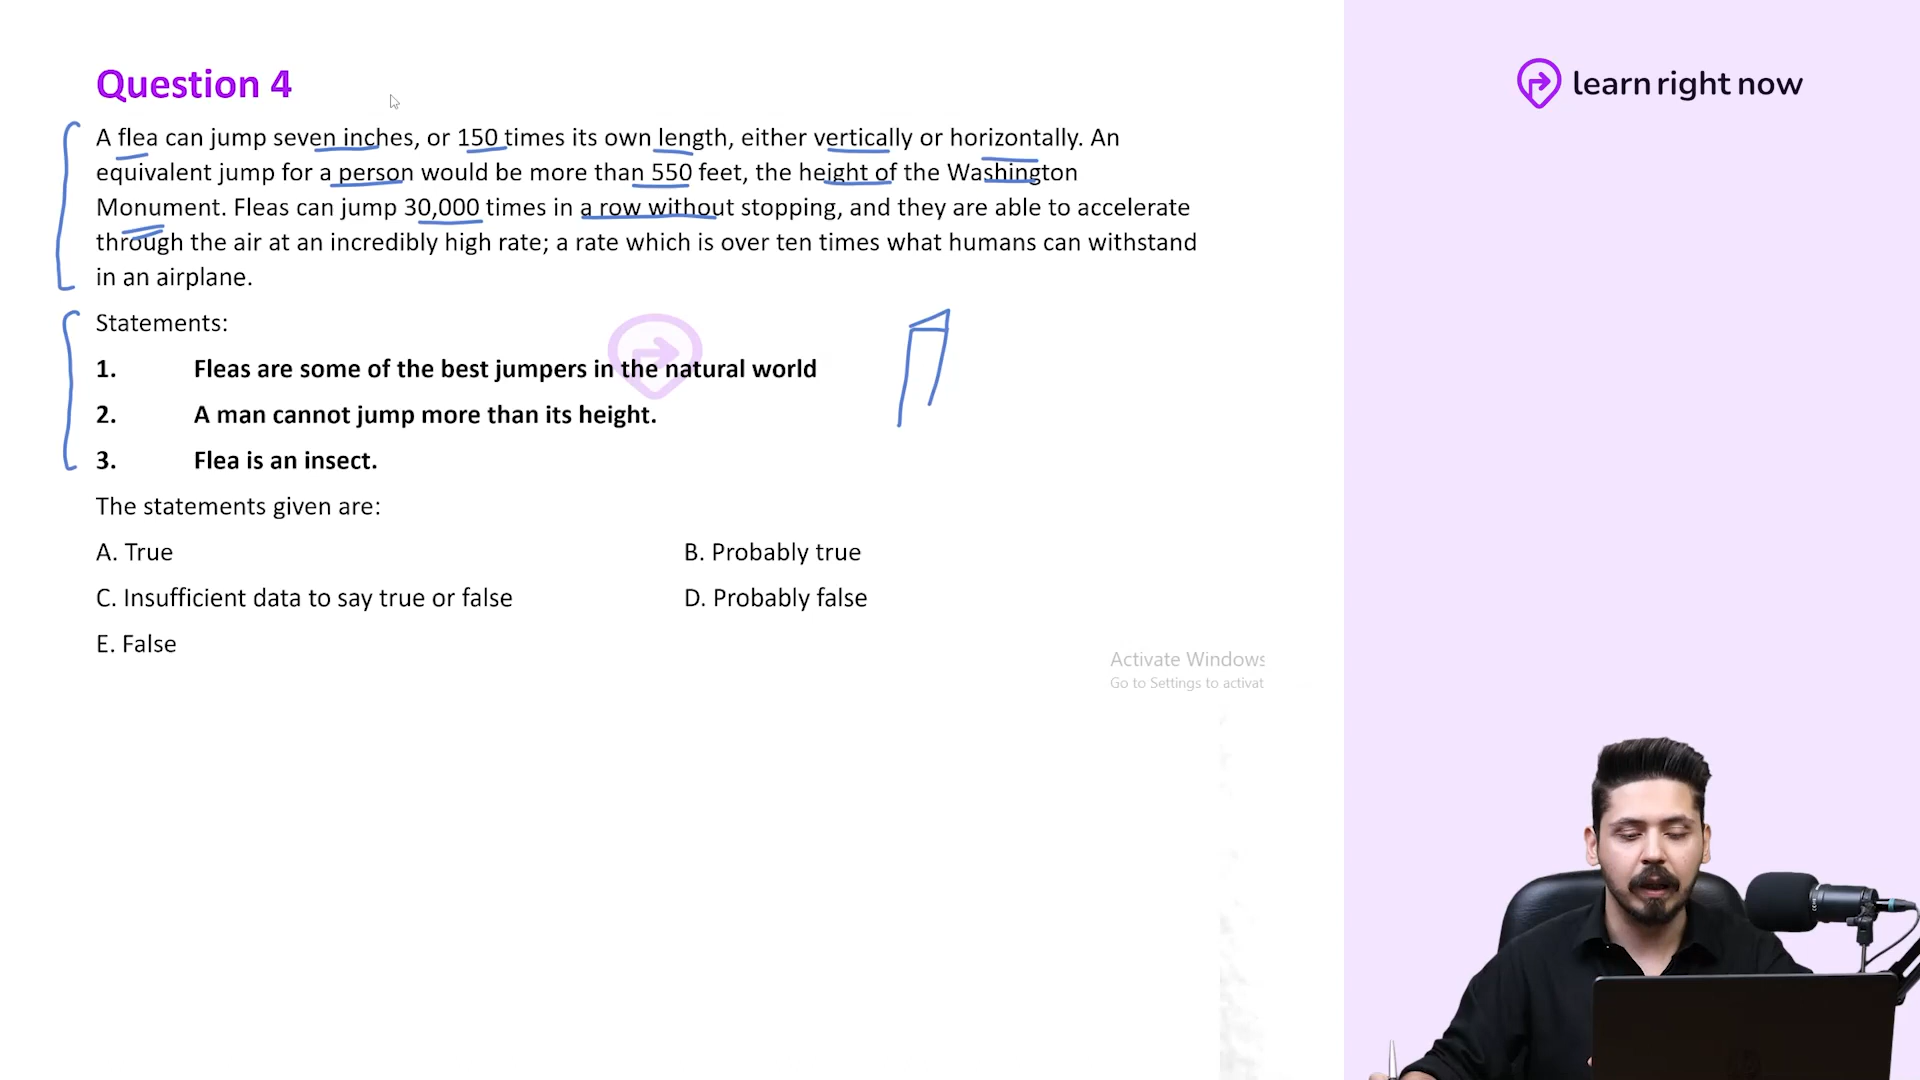 Question 4
learn right now
A flea can jump seven inches, or 150 times its own length, either vertically or horizontally. An
equivalent jump for a person would be more than 550 feet, the height of the Washington
Monument. Fleas can jump 30,000 times in a row without stopping, and they are able to accelerate
through the air at an incredibly high rate; a rate which is over ten times what humans can withstand
in an airplane.
Statements:
1. Fleas are some of the best jumpers in the natural world
2. A man cannot jump more than its height.
3. Flea is an insect.
The statements given are:
A. True B. Probably true
C. Insufficient data to say true or false D. Probably false
E. False
Activate Windows
Go to Settings to activat